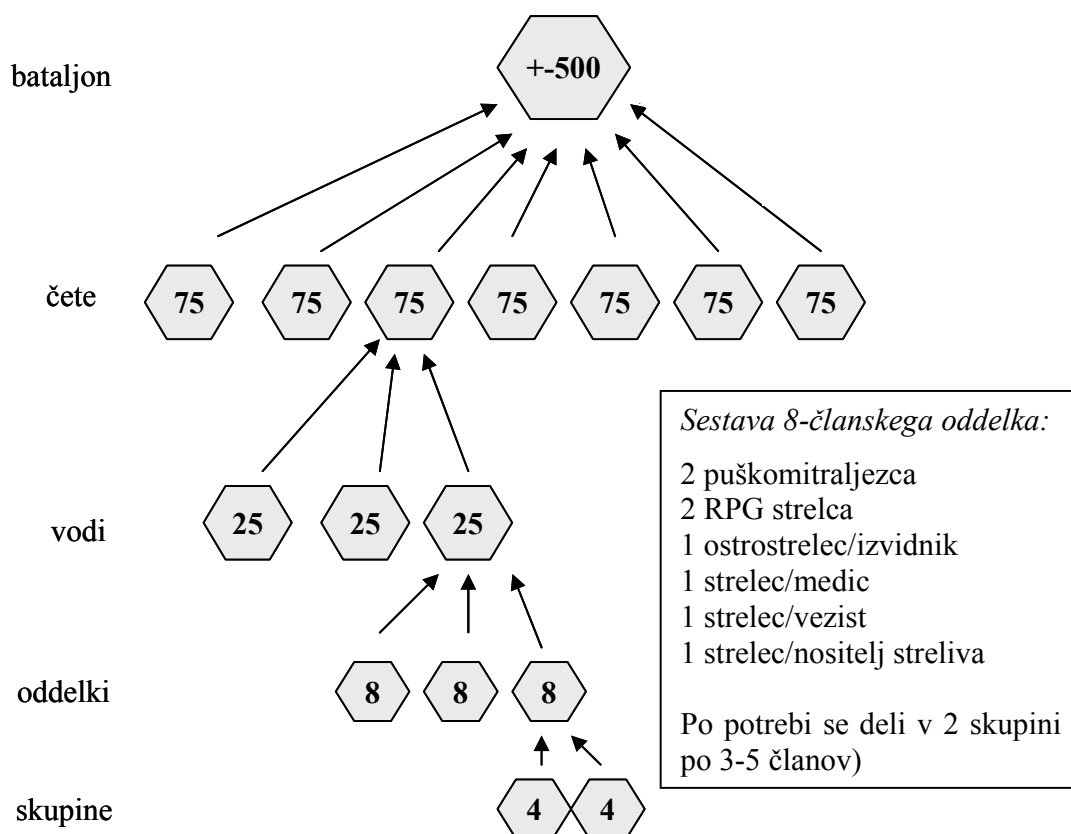 bataljon
+-500
čete
75 75 75 75 75 75 75
vodi
25 25 25
oddelki
8 8 8
skupine
4 4
Sestava 8-članskega oddelka:
2 puškomitraljezca
2 RPG strelca
1 ostrostrelec/izvidnik
1 strelec/medic
1 strelec/vezist
1 strelec/nositelj streliva
Po potrebi se deli v 2 skupini
po 3-5 članov)